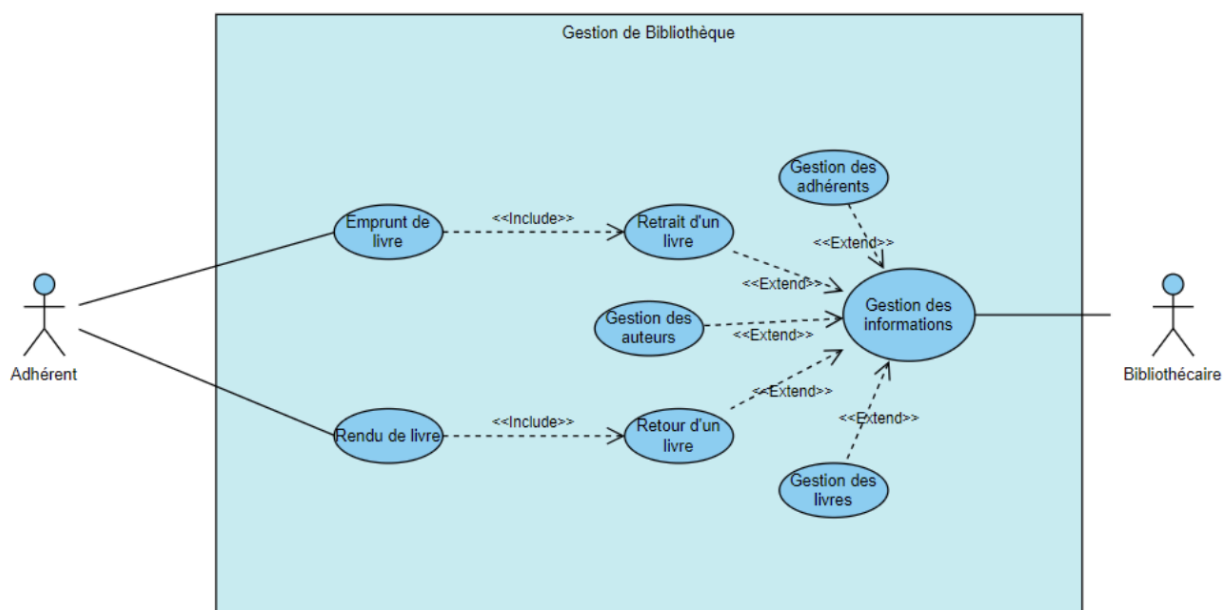 Gestion de Bibliothèque
Gestion des
adhérents
Emprunt de
livre
<<Include>>
Retrait d'un
livre
<<Extend>>
<<Extend>>
Gestion des
informations
Gestion des
auteurs
<<Extend>>
Adhérent
Bibliothécaire
<<Extend>>
Rendu de livre
<<Include>>
Retour d'un
livre
<<Extend>>
Gestion des
livres